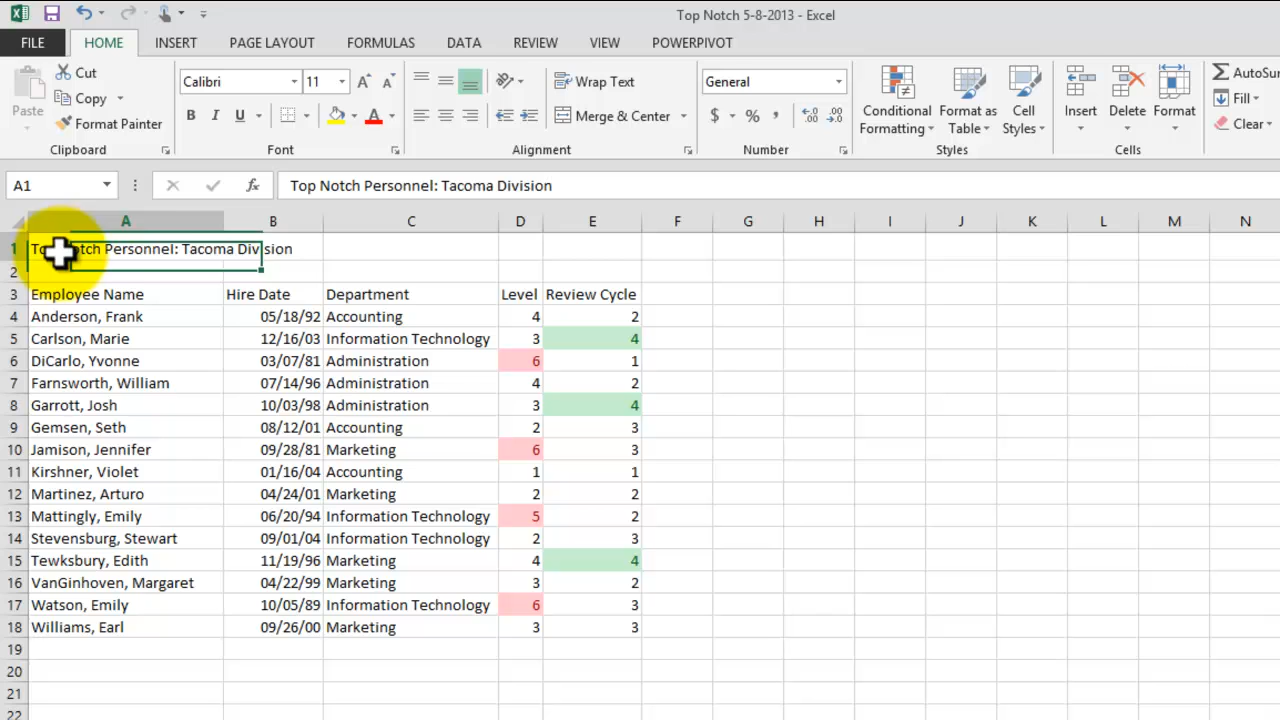 Top Notch 5-8-2013 - Excel
FILE HOME INSERT PAGE LAYOUT FORMULAS DATA REVIEW VIEW POWERPIVOT
Paste
Cut
Copy
Format Painter
Clipboard
Calibri 11
B I U
Font
Wrap Text
Merge & Center
Alignment
General
$ % ,
Number
Conditional Formatting
Format as Table
Cell Styles
Styles
Insert Delete Format
Cells
AutoSum
Fill
Clear
A1 fx Top Notch Personnel: Tacoma Division
A B C D E F G H I J K L M N
1 Top Notch Personnel: Tacoma Division
2
3 Employee Name Hire Date Department Level Review Cycle
4 Anderson, Frank 05/18/92 Accounting 4 2
5 Carlson, Marie 12/16/03 Information Technology 3 4
6 DiCarlo, Yvonne 03/07/81 Administration 6 1
7 Farnsworth, William 07/14/96 Administration 4 2
8 Garrott, Josh 10/03/98 Administration 3 4
9 Gemsen, Seth 08/12/01 Accounting 2 3
10 Jamison, Jennifer 09/28/81 Marketing 6 3
11 Kirshner, Violet 01/16/04 Accounting 1 1
12 Martinez, Arturo 04/24/01 Marketing 2 2
13 Mattingly, Emily 06/20/94 Information Technology 5 2
14 Stevensburg, Stewart 09/01/04 Information Technology 2 3
15 Tewksbury, Edith 11/19/96 Marketing 4 4
16 VanGinhoven, Margaret 04/22/99 Marketing 3 2
17 Watson, Emily 10/05/89 Information Technology 6 3
18 Williams, Earl 09/26/00 Marketing 3 3
19
20
21
22